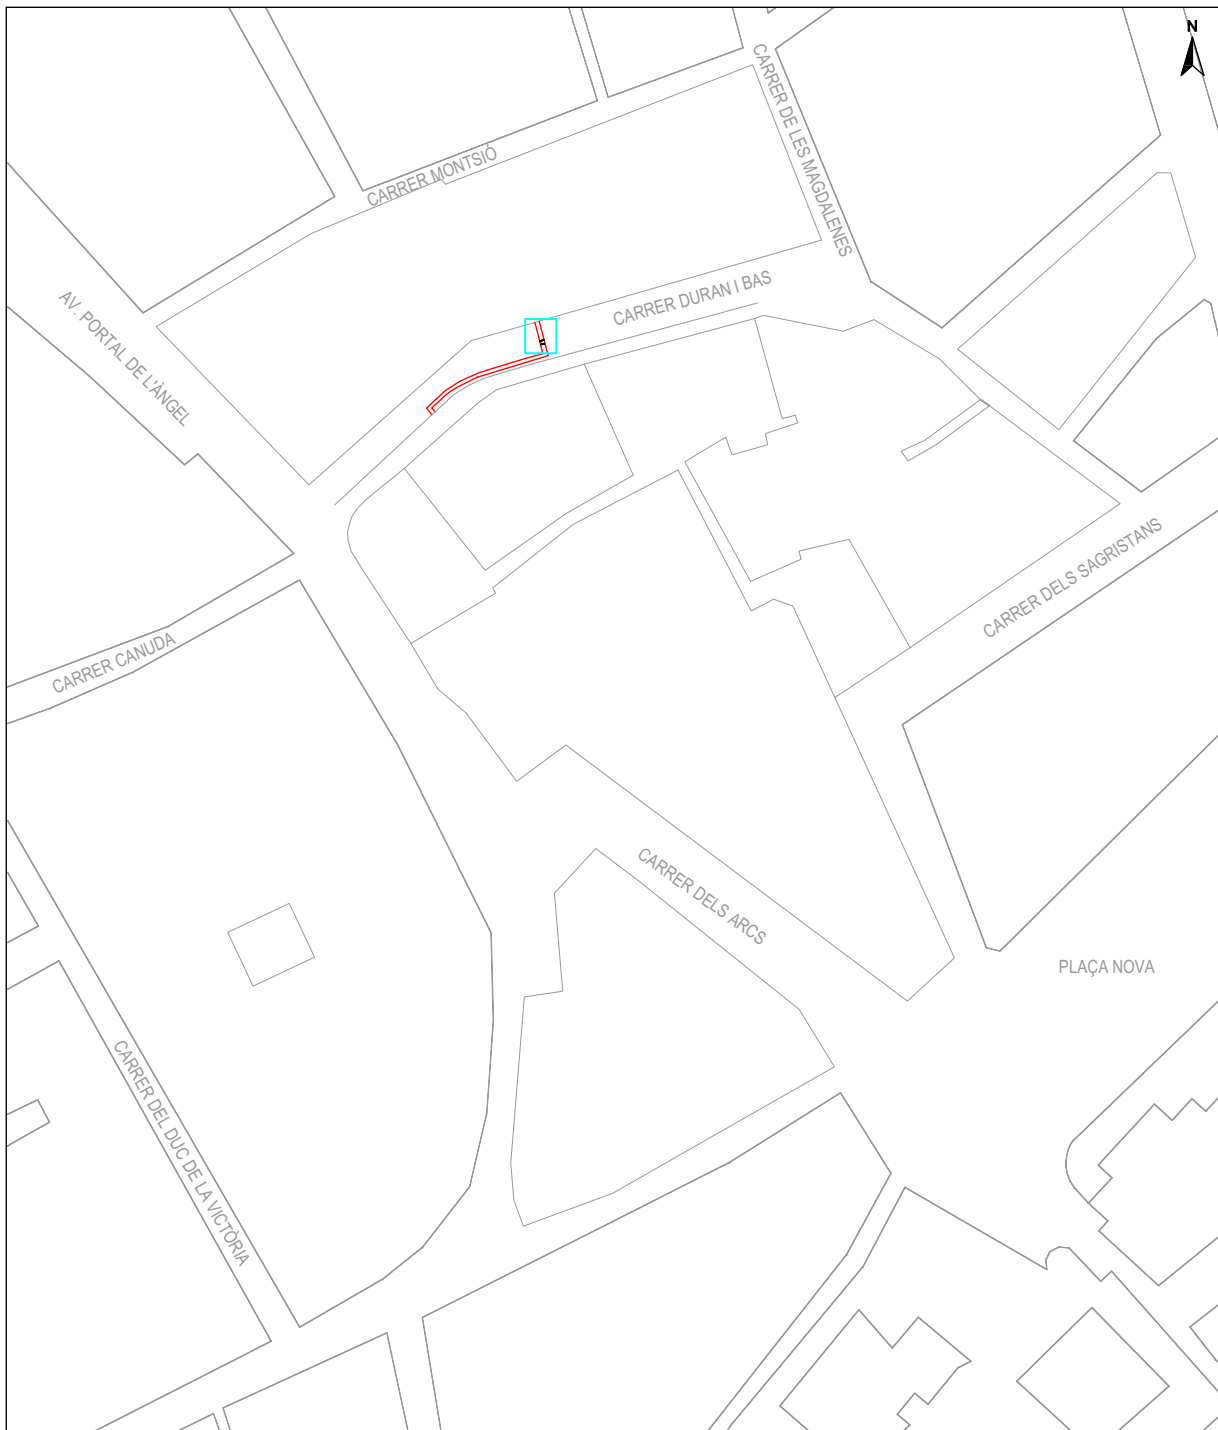 N
CARRER DE LES MAGDALENES
CARRER MONTSIÓ
CARRER DURAN I BAS
AV. PORTAL DE L'ÀNGEL
CARRER DELS SAGRISTANS
CARRER CANUDA
CARRER DELS ARCS
PLAÇA NOVA
CARRER DEL DUC DE LA VICTÒRIA